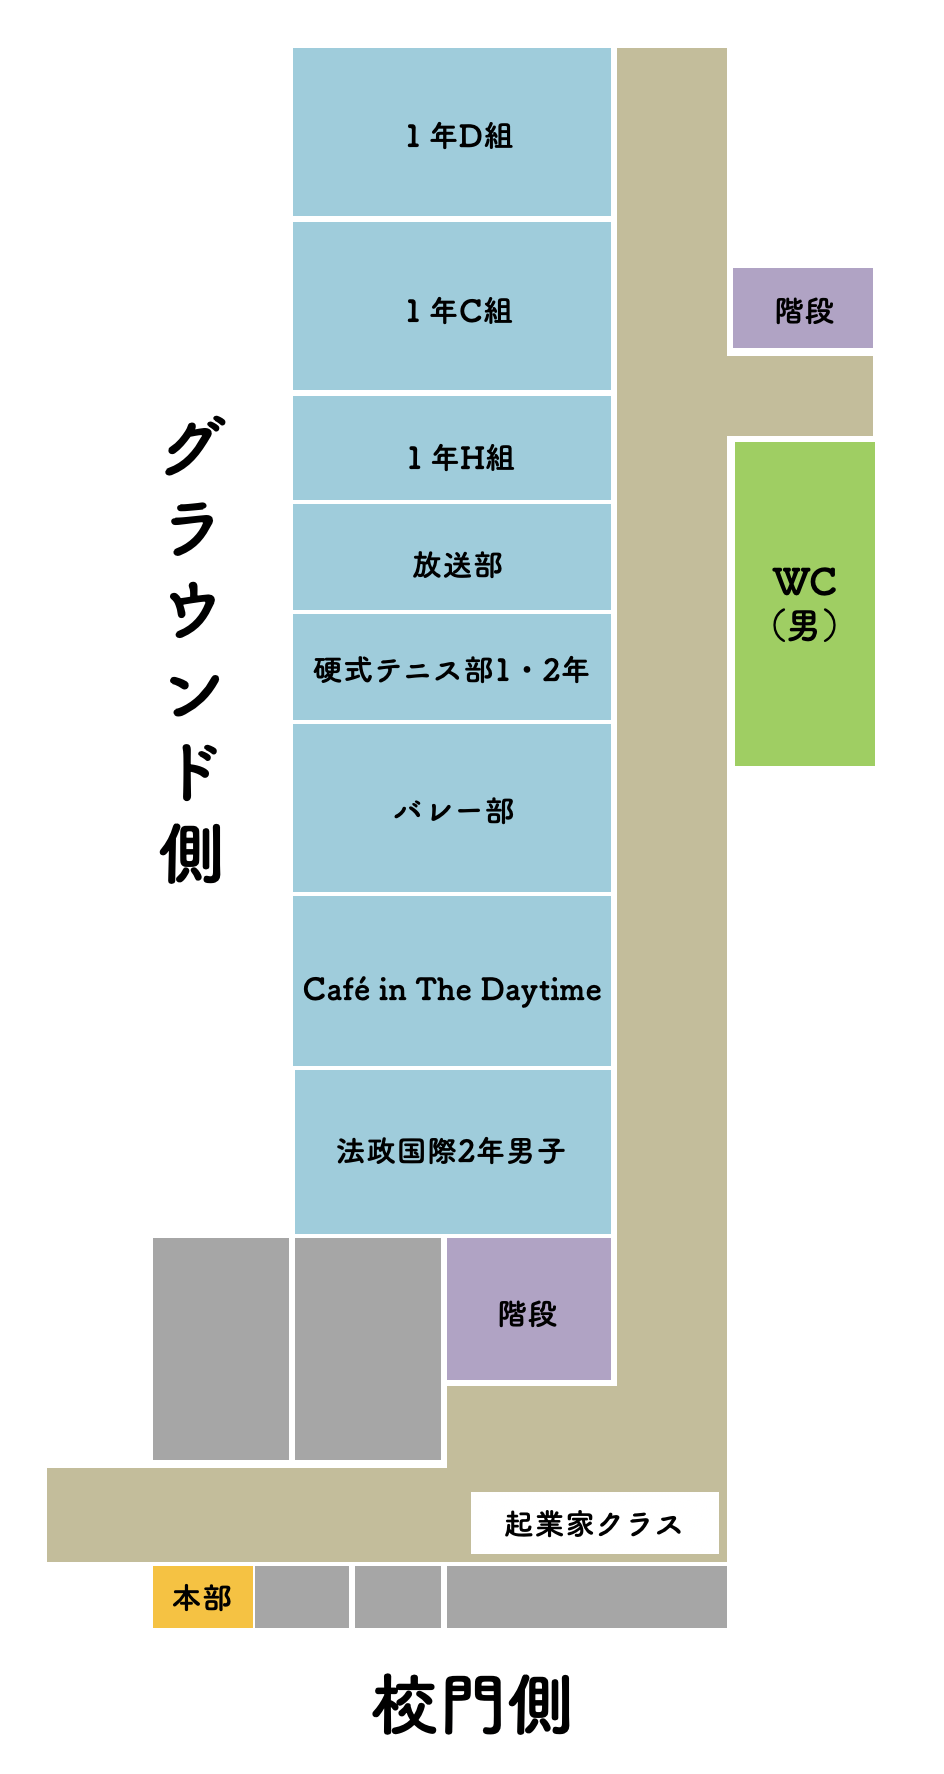 1 年D組
1 年C組
階段
グラウンド側
1 年H組
放送部
WC
（男）
硬式テニス部1・2年
バレー部
Café in The Daytime
法政国際2年男子
階段
起業家クラス
本部
校門側